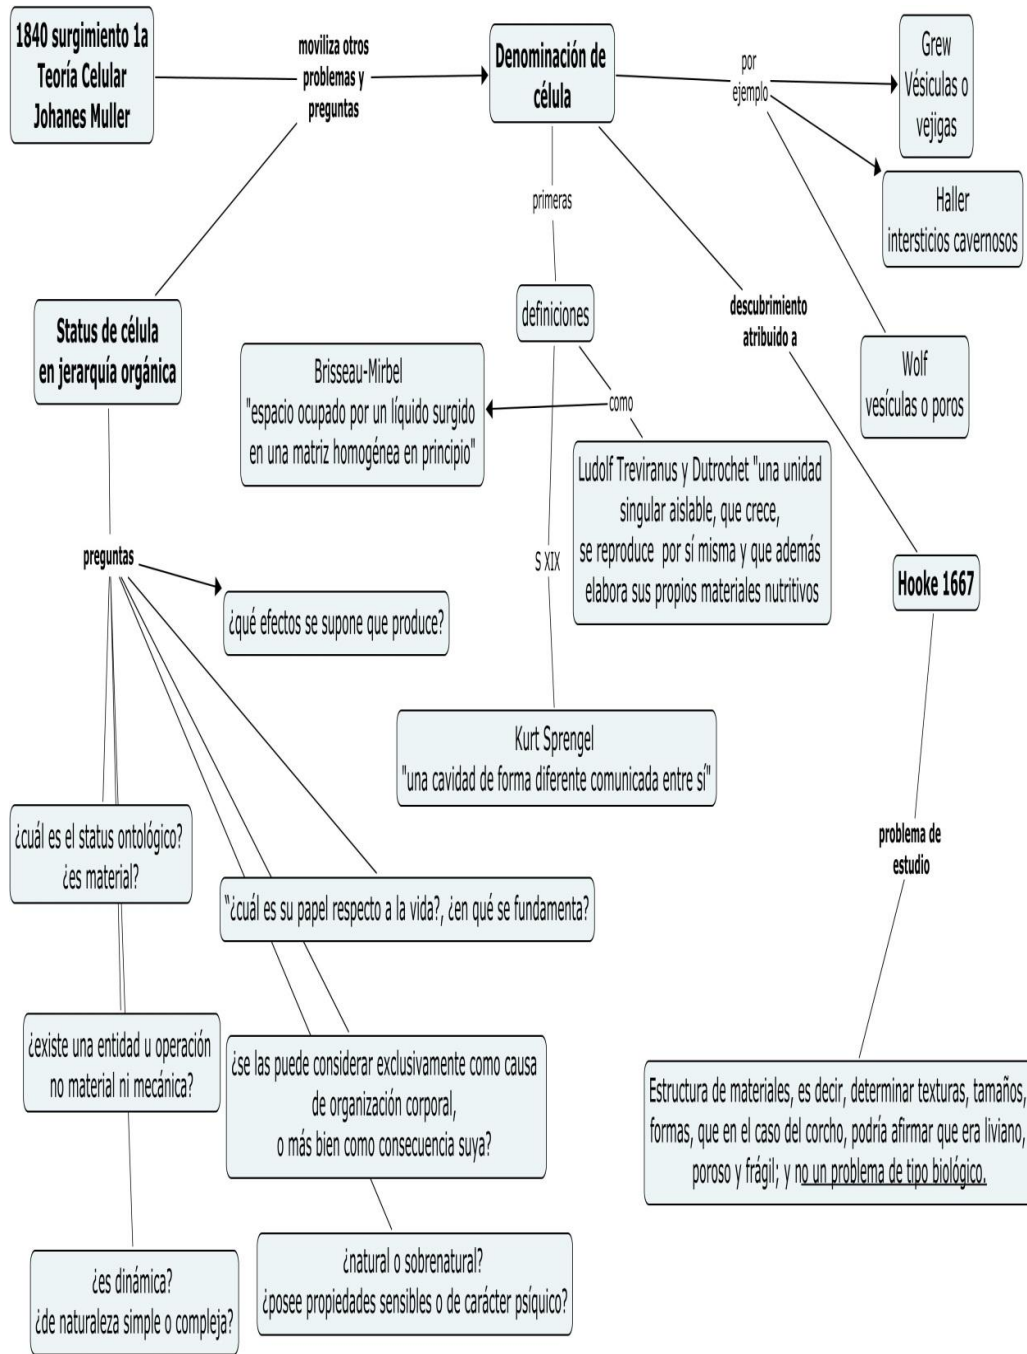 1840 surgimiento 1a
Teoría Celular
Johanes Muller
moviliza otros
problemas y
preguntas
Denominación de
célula
por
ejemplo
Grew
Vésiculas o
vejigas
Haller
intersticios cavernosos
Wolf
vesículas o poros
primeras
definiciones
descubrimiento
atribuido a
Status de célula
en jerarquía orgánica
Brisseau-Mirbel
"espacio ocupado por un líquido surgido
en una matriz homogénea en principio"
como
Ludolf Treviranus y Dutrochet "una unidad
singular aislable, que crece,
se reproduce por sí misma y que además
elabora sus propios materiales nutritivos
S XIX
Hooke 1667
preguntas
¿qué efectos se supone que produce?
Kurt Sprengel
"una cavidad de forma diferente comunicada entre sí"
¿cuál es el status ontológico?
¿es material?
problema de
estudio
"¿cuál es su papel respecto a la vida?, ¿en qué se fundamenta?
¿existe una entidad u operación
no material ni mecánica?
¿se las puede considerar exclusivamente como causa
de organización corporal,
o más bien como consecuencia suya?
Estructura de materiales, es decir, determinar texturas, tamaños,
formas, que en el caso del corcho, podría afirmar que era liviano,
poroso y frágil; y no un problema de tipo biológico.
¿es dinámica?
¿de naturaleza simple o compleja?
¿natural o sobrenatural?
¿posee propiedades sensibles o de carácter psíquico?